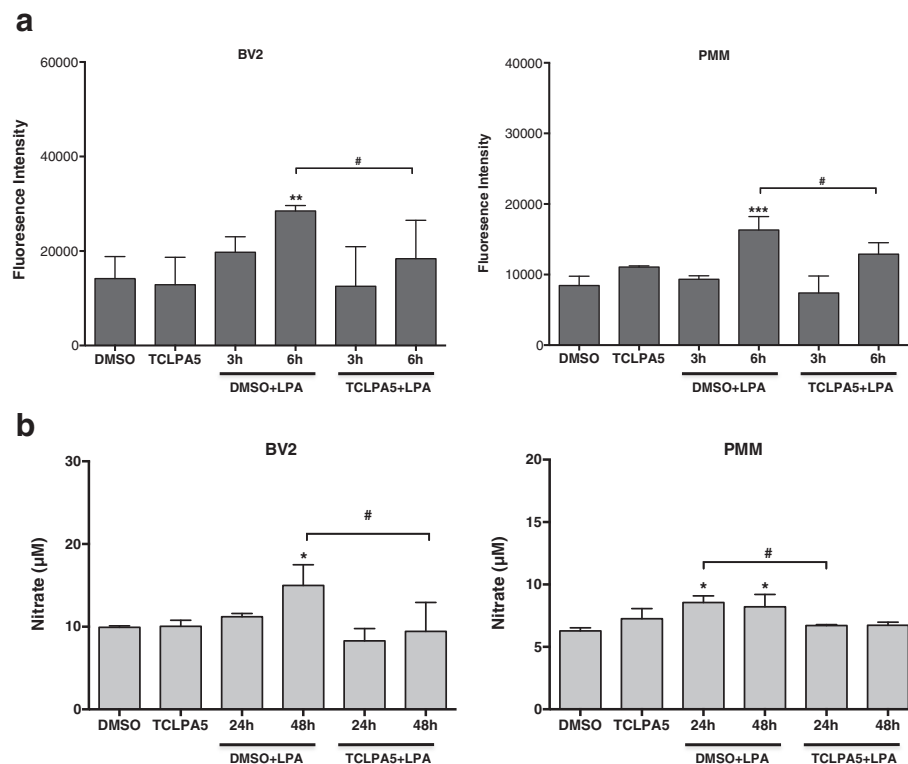 a
BV2
60000
40000
20000
0
Fluoresence Intensity
**
#
DMSO TCLPA5 3h 6h 3h 6h
DMSO+LPA TCLPA5+LPA
PMM
40000
30000
20000
10000
0
Fluoresence Intensity
***
#
DMSO TCLPA5 3h 6h 3h 6h
DMSO+LPA TCLPA5+LPA
b
BV2
30
20
10
0
Nitrate (μM)
*
#
DMSO TCLPA5 24h 48h 24h 48h
DMSO+LPA TCLPA5+LPA
PMM
20
15
10
5
0
Nitrate (μM)
* *
#
DMSO TCLPA5 24h 48h 24h 48h
DMSO+LPA TCLPA5+LPA